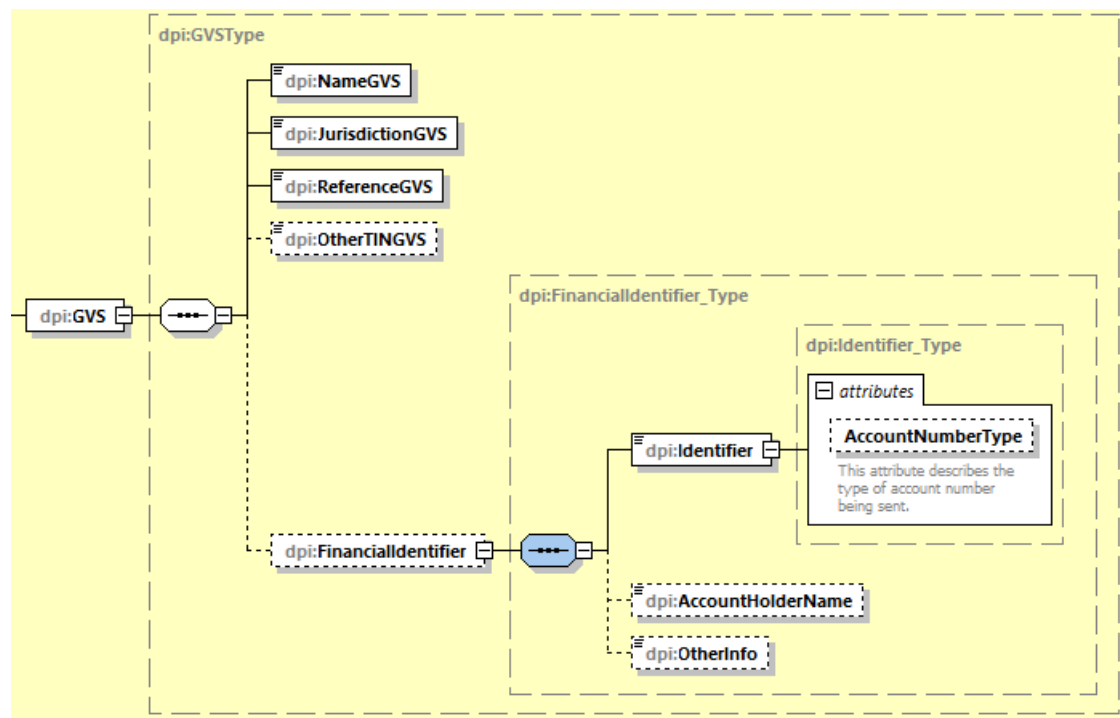 dpi:GVSType
dpi:NameGVS
dpi:JurisdictionGVS
dpi:ReferenceGVS
dpi:OtherTINGVS
dpi:GVS
dpi:FinancialIdentifier_Type
dpi:Identifier_Type
attributes
AccountNumberType
dpi:Identifier
This attribute describes the
type of account number
being sent.
dpi:FinancialIdentifier
dpi:AccountHolderName
dpi:OtherInfo